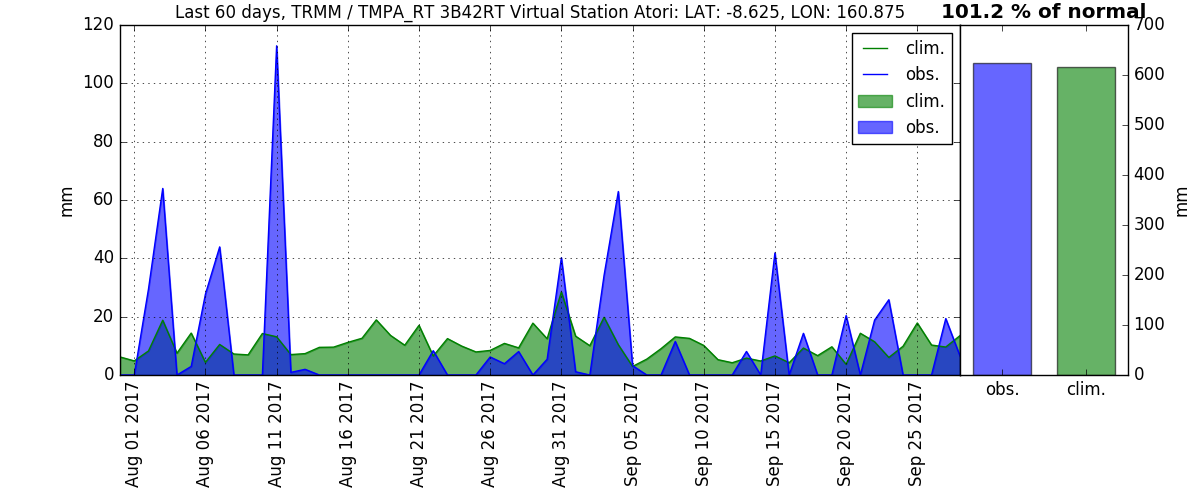 Last 60 days, TRMM / TMPA_RT 3B42RT Virtual Station Atori: LAT: -8.625, LON: 160.875
101.2 % of normal
120
100
80
60
40
20
0
mm
clim.
obs.
clim.
obs.
700
600
500
400
300
200
100
0
mm
obs.
clim.
Aug 01 2017
Aug 06 2017
Aug 11 2017
Aug 16 2017
Aug 21 2017
Aug 26 2017
Aug 31 2017
Sep 05 2017
Sep 10 2017
Sep 15 2017
Sep 20 2017
Sep 25 2017